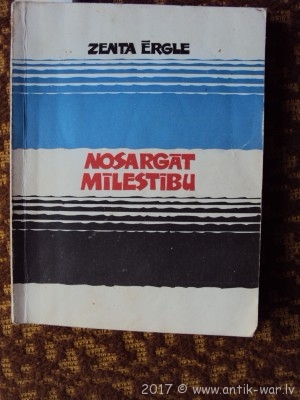 ZENTA ĒRGLE
NOSARGĀT
MĪLESTĪBU
2017 © www.antik-war.lv